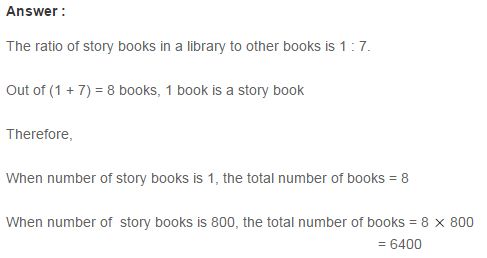 Answer :
The ratio of story books in a library to other books is 1 : 7.
Out of (1 + 7) = 8 books, 1 book is a story book
Therefore,
When number of story books is 1, the total number of books = 8
When number of  story books is 800, the total number of books = 8 × 800
= 6400